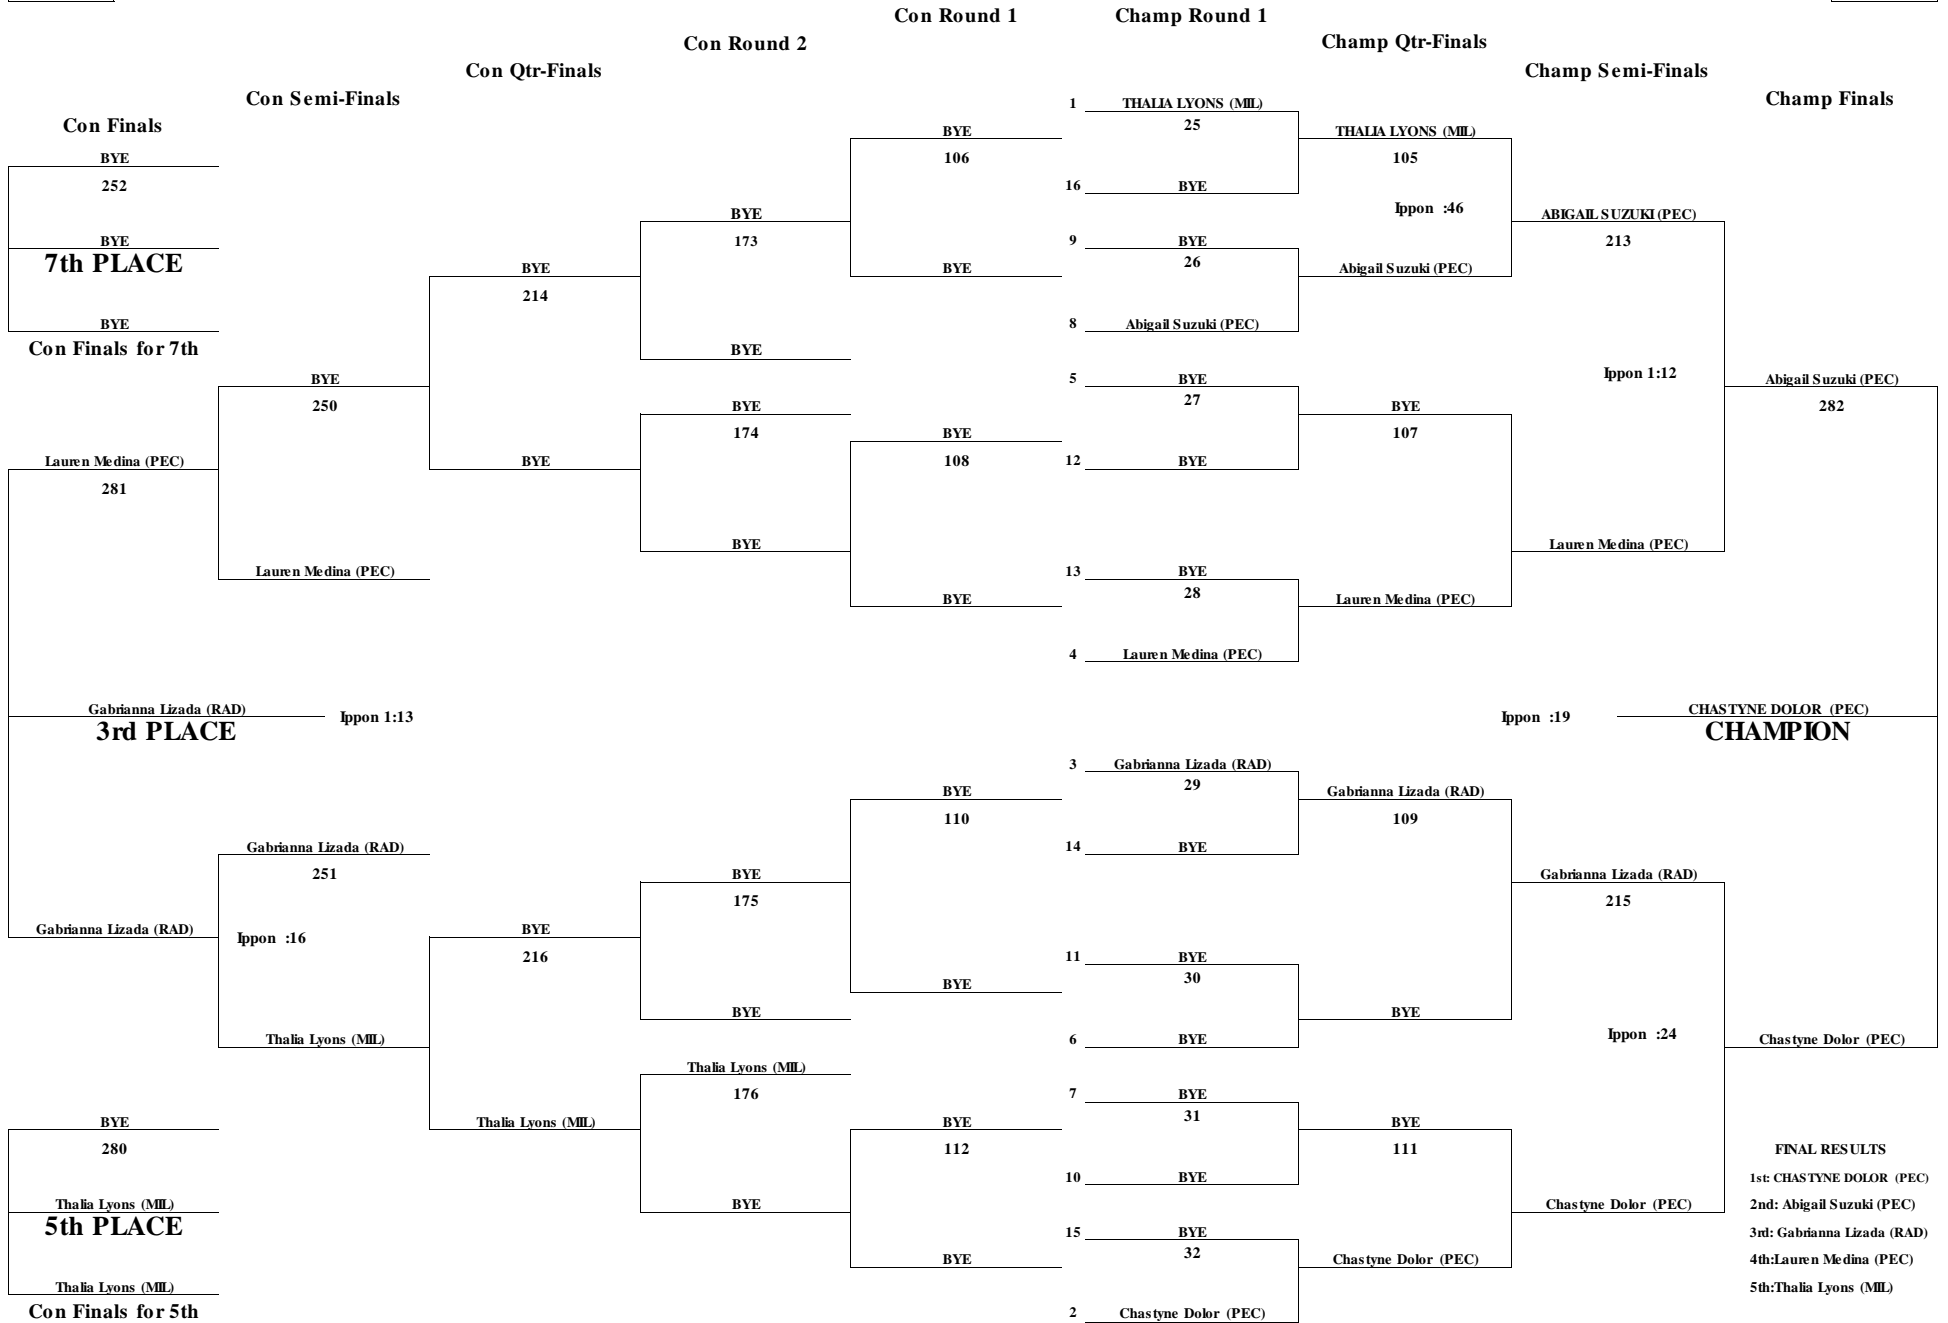 Con Round 1
Champ Round 1
Con Round 2
Champ Qtr-Finals
Con Qtr-Finals
Champ Semi-Finals
Con Semi-Finals
Champ Finals
Con Finals
BYE
252
BYE
7th PLACE
BYE
Con Finals for 7th
Lauren Medina (PEC)
281
Gabrianna Lizada (RAD)
3rd PLACE
Ippon 1:13
Gabrianna Lizada (RAD)
BYE
280
Thalia Lyons (MIL)
5th PLACE
Thalia Lyons (MIL)
Con Finals for 5th
BYE
250
Lauren Medina (PEC)
Gabrianna Lizada (RAD)
251
Ippon :16
Thalia Lyons (MIL)
BYE
214
BYE
BYE
216
Thalia Lyons (MIL)
BYE
173
BYE
BYE
174
BYE
BYE
175
BYE
Thalia Lyons (MIL)
176
BYE
BYE
106
BYE
BYE
108
BYE
BYE
110
BYE
BYE
112
BYE
1 THALIA LYONS (MIL)
25
16 BYE
9 BYE
26
8 Abigail Suzuki (PEC)
5 BYE
27
12 BYE
13 BYE
28
4 Lauren Medina (PEC)
3 Gabrianna Lizada (RAD)
29
14 BYE
11 BYE
30
6 BYE
7 BYE
31
10 BYE
15 BYE
32
2 Chastyne Dolor (PEC)
THALIA LYONS (MIL)
105
Ippon :46
Abigail Suzuki (PEC)
BYE
107
Lauren Medina (PEC)
Gabrianna Lizada (RAD)
109
BYE
BYE
111
Chastyne Dolor (PEC)
ABIGAIL SUZUKI (PEC)
213
Ippon 1:12
Lauren Medina (PEC)
Gabrianna Lizada (RAD)
215
Ippon :24
Chastyne Dolor (PEC)
Abigail Suzuki (PEC)
282
Ippon :19
CHASTYNE DOLOR (PEC)
CHAMPION
Chastyne Dolor (PEC)
FINAL RESULTS
1st: CHASTYNE DOLOR (PEC)
2nd: Abigail Suzuki (PEC)
3rd: Gabrianna Lizada (RAD)
4th:Lauren Medina (PEC)
5th:Thalia Lyons (MIL)